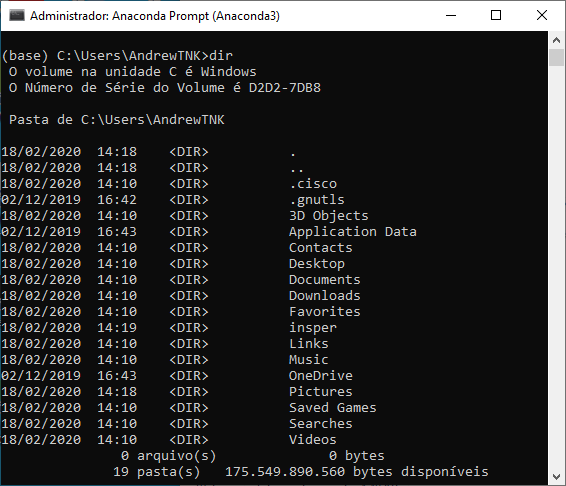 Administrador: Anaconda Prompt (Anaconda3)
(base) C:\Users\AndrewTNK>dir
 O volume na unidade C é Windows
 O Número de Série do Volume é D2D2-7DB8

 Pasta de C:\Users\AndrewTNK

18/02/2020  14:18    <DIR>          .
18/02/2020  14:18    <DIR>          ..
18/02/2020  14:10    <DIR>          .cisco
02/12/2019  16:42    <DIR>          .gnutls
18/02/2020  14:10    <DIR>          3D Objects
02/12/2019  16:43    <DIR>          Application Data
18/02/2020  14:10    <DIR>          Contacts
18/02/2020  14:10    <DIR>          Desktop
18/02/2020  14:10    <DIR>          Documents
18/02/2020  14:10    <DIR>          Downloads
18/02/2020  14:10    <DIR>          Favorites
18/02/2020  14:19    <DIR>          insper
18/02/2020  14:10    <DIR>          Links
18/02/2020  14:10    <DIR>          Music
02/12/2019  16:43    <DIR>          OneDrive
18/02/2020  14:18    <DIR>          Pictures
18/02/2020  14:10    <DIR>          Saved Games
18/02/2020  14:10    <DIR>          Searches
18/02/2020  14:10    <DIR>          Videos
               0 arquivo(s)              0 bytes
              19 pasta(s)   175.549.890.560 bytes disponíveis